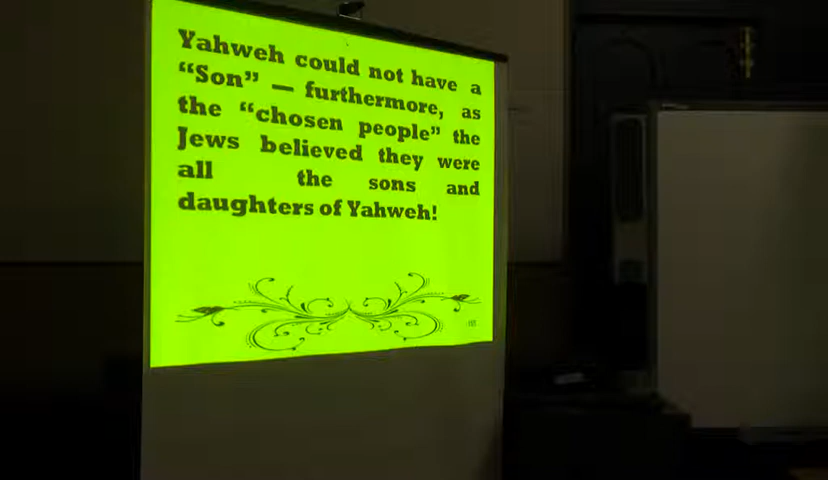 Yahweh could not have a
“Son” — furthermore, as
the “chosen people” the
Jews believed they were
all the sons and
daughters of Yahweh!